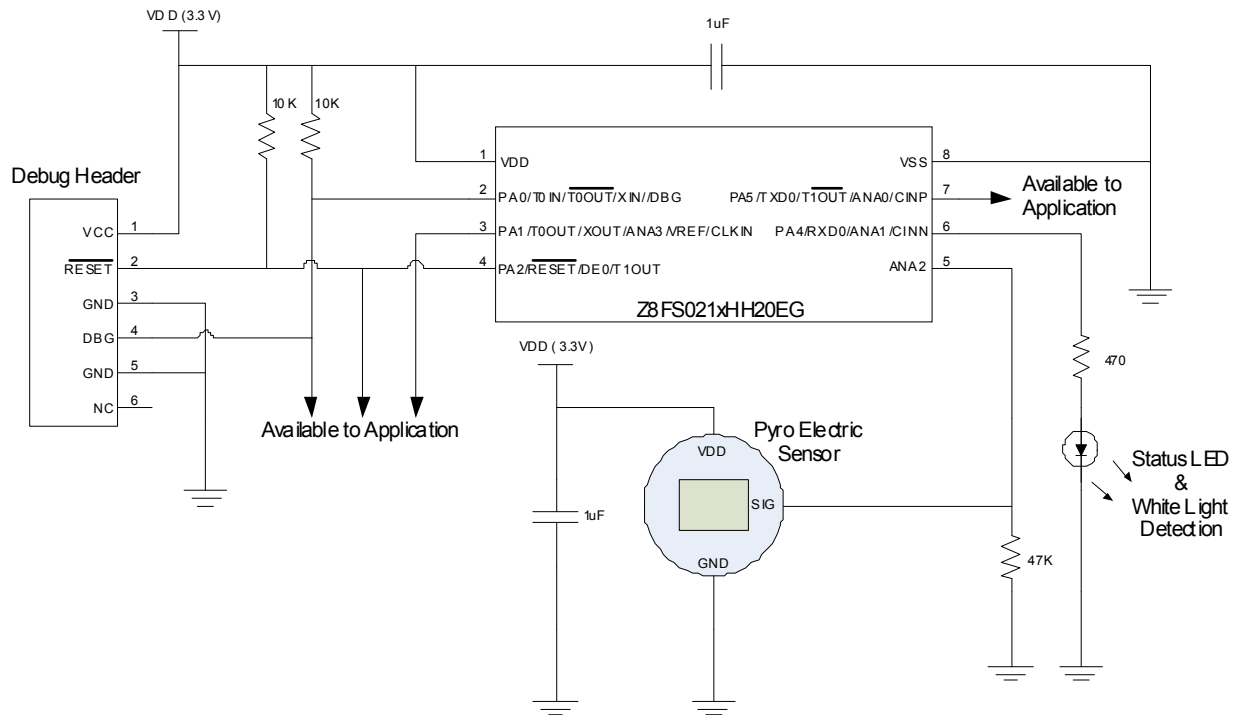 VDD (3.3 V)
1uF
10K
10K
Debug Header
VCC 1
RESET 2
GND 3
DBG 4
GND 5
NC 6
1 VDD
2 PA0/T0IN/T0OUT/XIN//DBG
3 PA1/T0OUT/XOUT/ANA3/VREF/CLKIN
4 PA2/RESET/DE0/T1OUT
VSS 8
PA5/TXD0/T1OUT/ANA0/CINP 7
PA4/RXD0/ANA1/CINN 6
ANA2 5
Z8FS021xHH20EG
Available to
Application
Available to Application
VDD (3.3V)
1uF
Pyro Electric
Sensor
VDD
SIG
GND
47K
470
Status LED
&
White Light
Detection